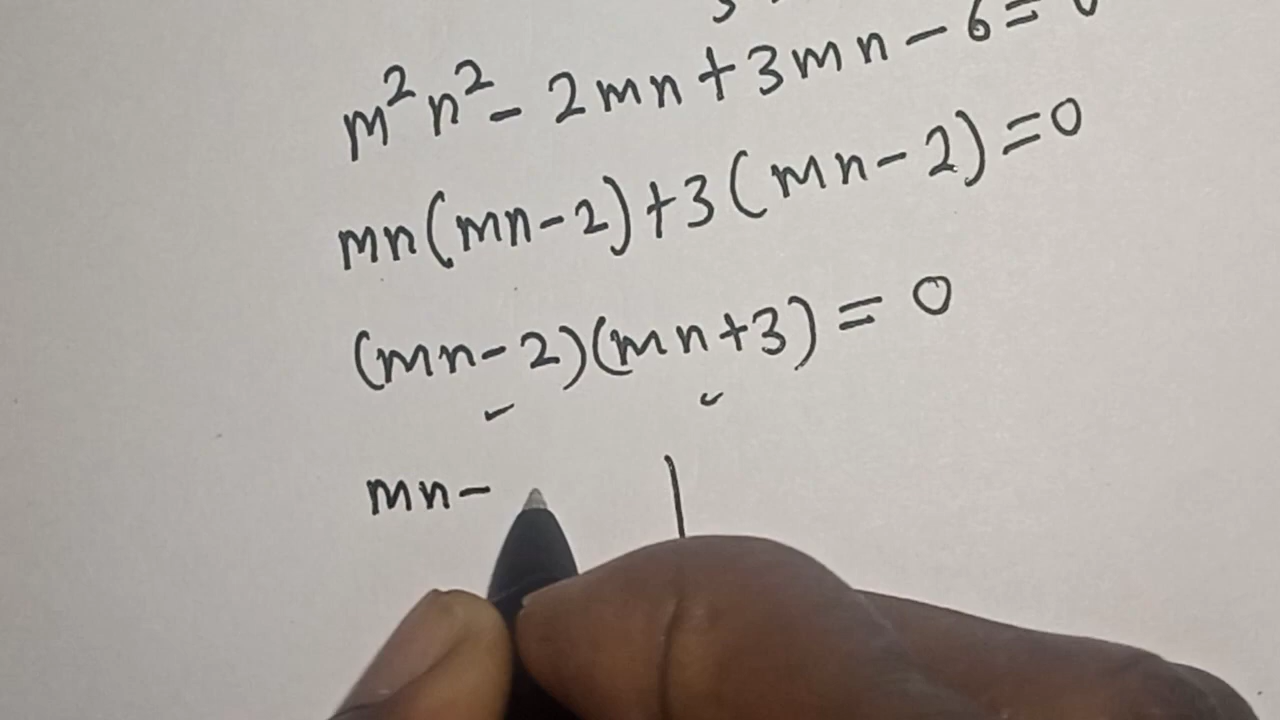 m²n² - 2mn + 3mn - 6 = 0
mn(mn - 2) + 3(mn - 2) = 0
(mn - 2)(mn + 3) = 0
mn -